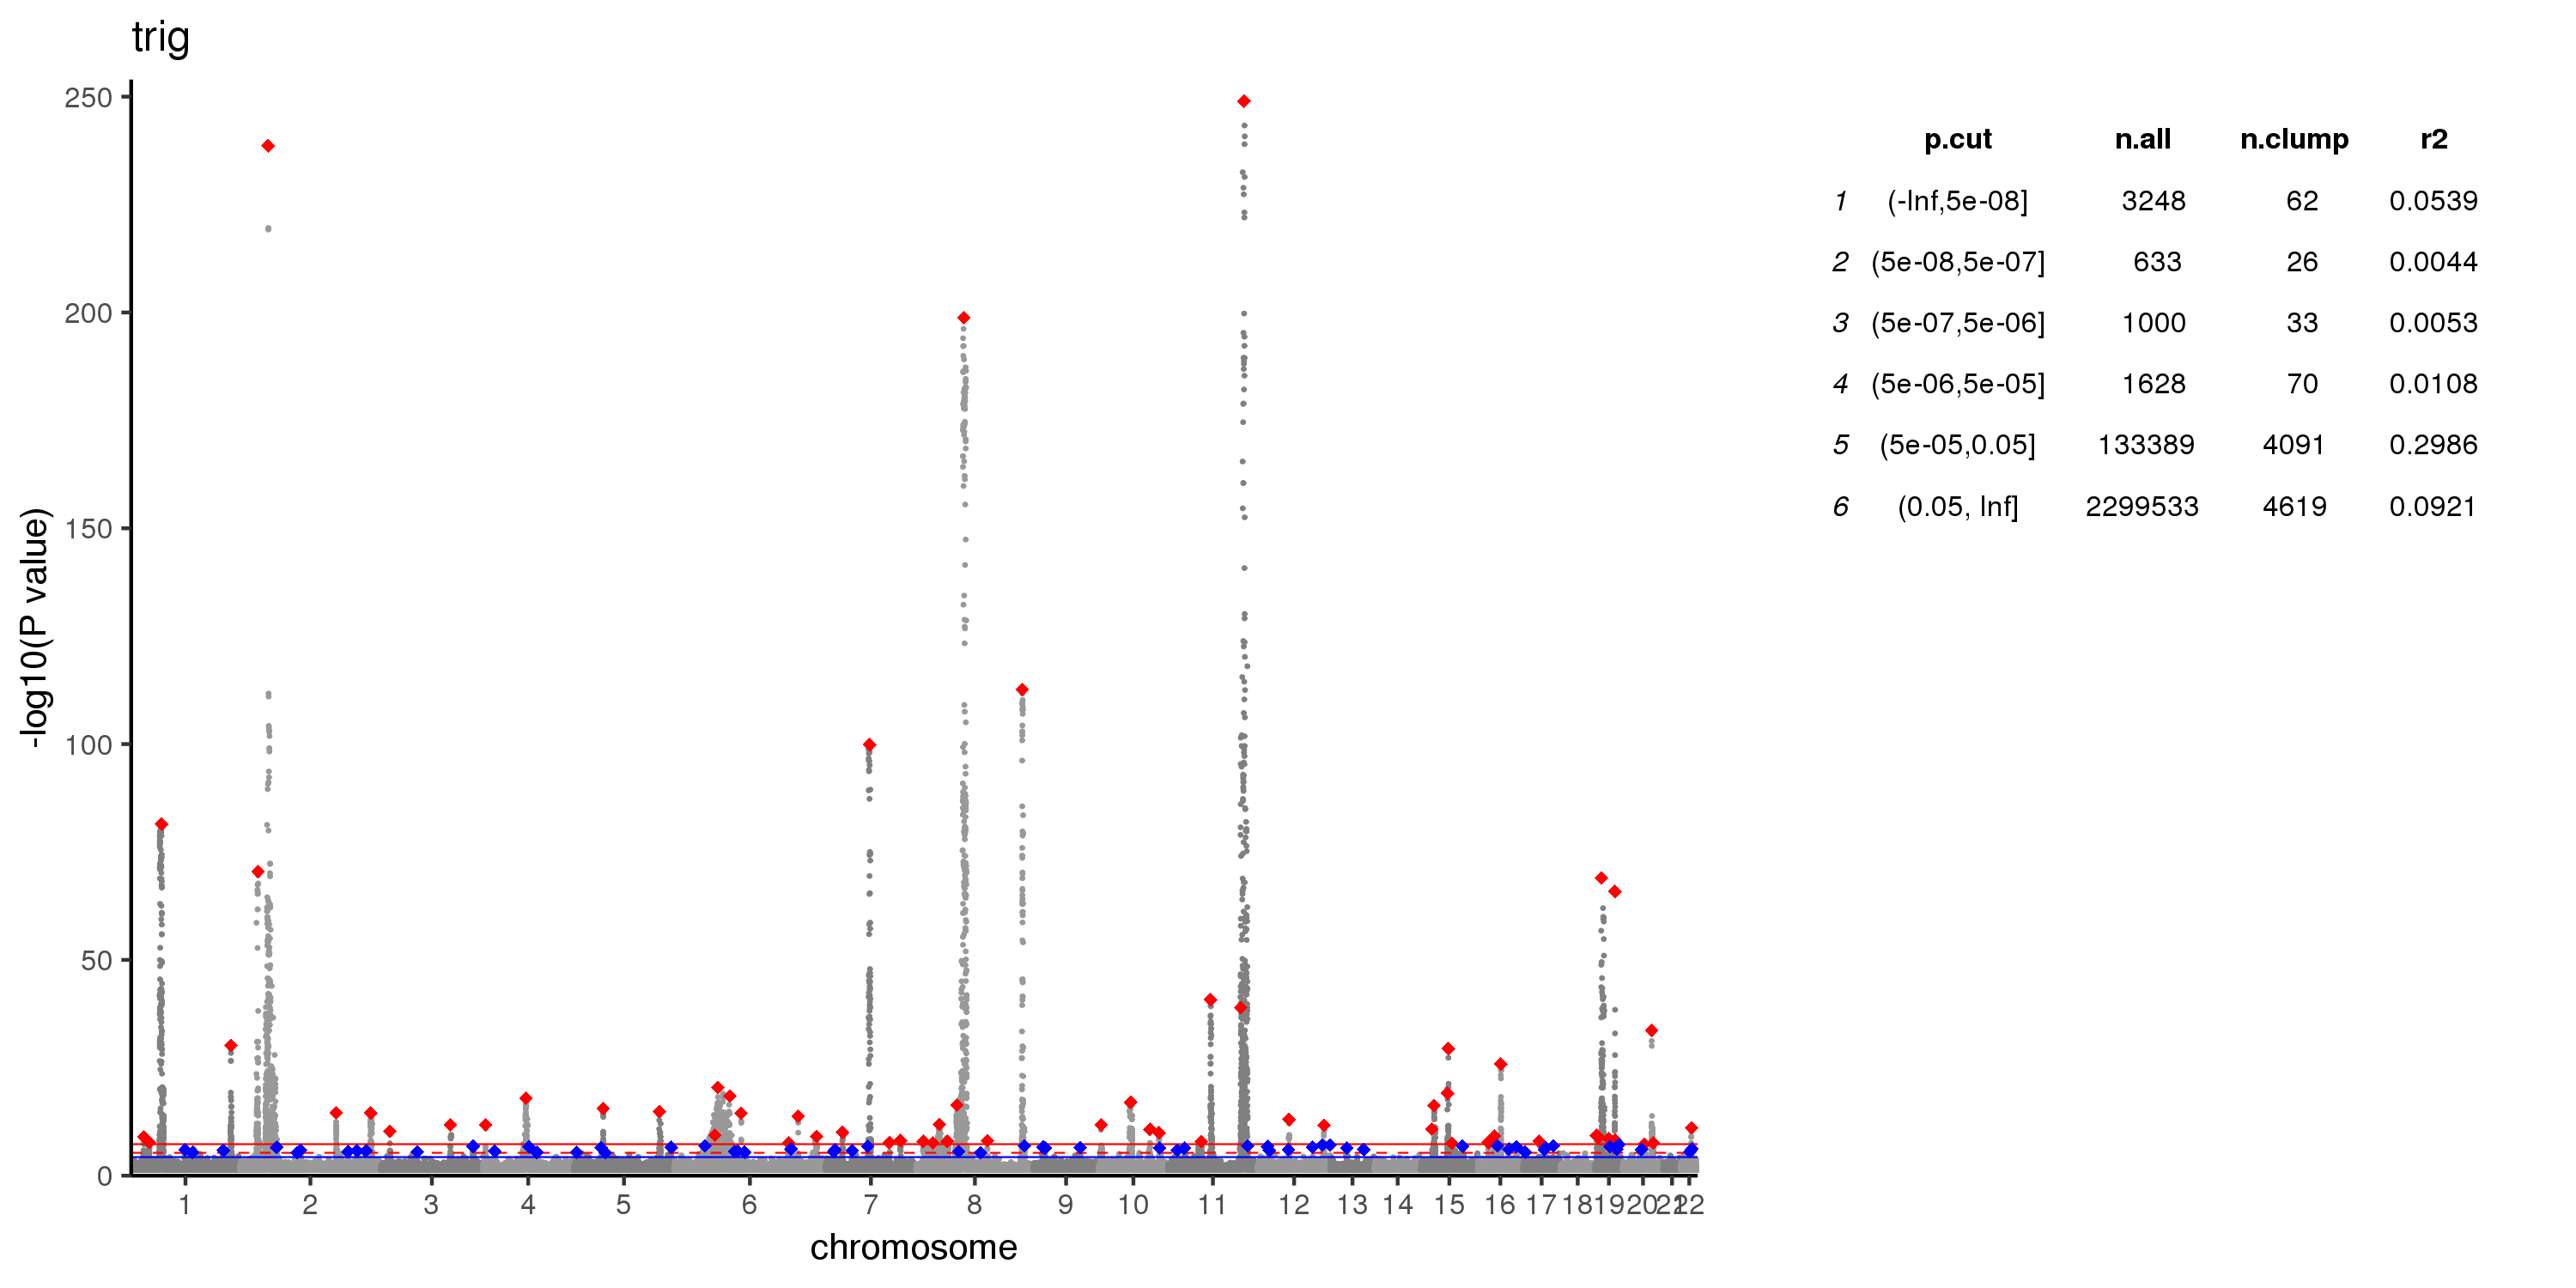 trig
250
200
150
100
50
0
-log10(P value)
1 2 3 4 5 6 7 8 9 10 11 12 13 14 15 16 17 18 19 20 21 22
chromosome
p.cut n.all n.clump r2
1 (-Inf,5e-08] 3248 62 0.0539
2 (5e-08,5e-07] 633 26 0.0044
3 (5e-07,5e-06] 1000 33 0.0053
4 (5e-06,5e-05] 1628 70 0.0108
5 (5e-05,0.05] 133389 4091 0.2986
6 (0.05, Inf] 2299533 4619 0.0921